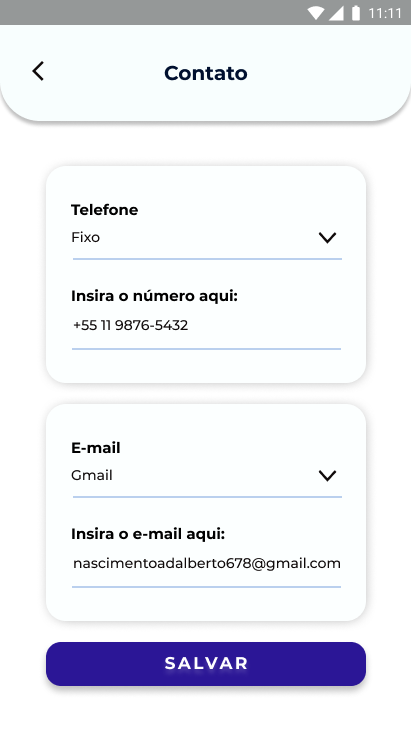 11:11
Contato
Telefone
Fixo
Insira o número aqui:
+55 11 9876-5432
E-mail
Gmail
Insira o e-mail aqui:
nascimentoadalberto678@gmail.com
SALVAR